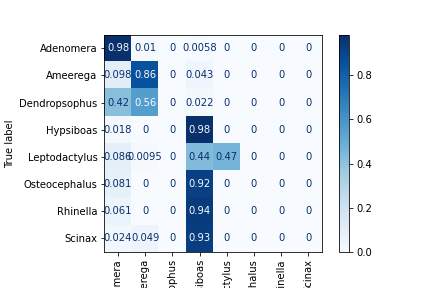 Adenomera 0.98 0.01 0 0.0058 0 0 0 0
Ameerega 0.098 0.86 0 0.043 0 0 0 0
Dendropsophus 0.42 0.56 0 0.022 0 0 0 0
Hypsiboas 0.018 0 0 0.98 0 0 0 0
Leptodactylus 0.086 0.0095 0 0.44 0.47 0 0 0
Osteocephalus 0.081 0 0 0.92 0 0 0 0
Rhinella 0.061 0 0 0.94 0 0 0 0
Scinax 0.024 0.049 0 0.93 0 0 0 0
True label
mera
erega
ophus
iboas
ctylus
halus
inella
cinax
0.8
0.6
0.4
0.2
0.0